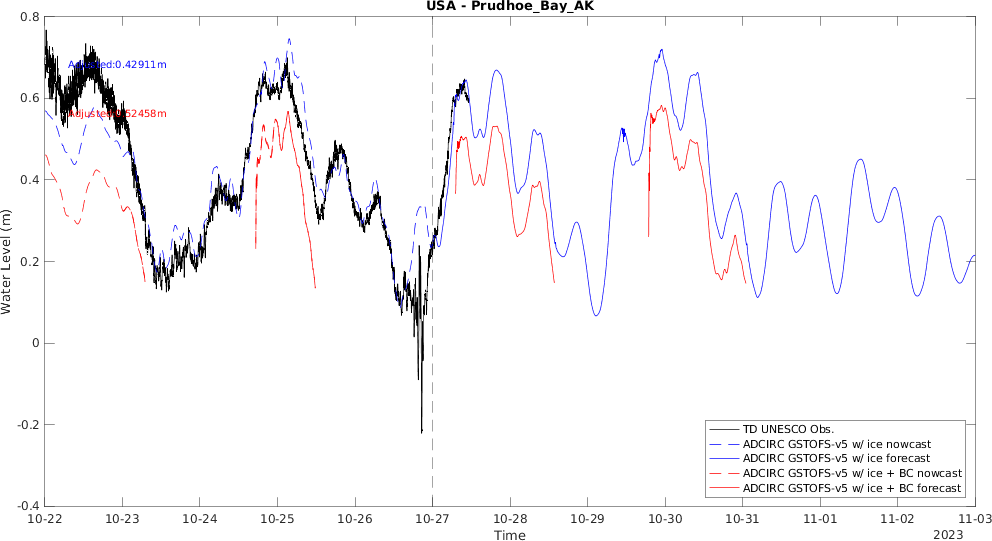 USA - Prudhoe_Bay_AK
0.8
0.6
0.4
0.2
0
-0.2
-0.4
Water Level (m)
Adjusted:0.42911m
Adjusted:0.52458m
TD UNESCO Obs.
ADCIRC GSTOFS-v5 w/ ice nowcast
ADCIRC GSTOFS-v5 w/ ice forecast
ADCIRC GSTOFS-v5 w/ ice + BC nowcast
ADCIRC GSTOFS-v5 w/ ice + BC forecast
10-22 10-23 10-24 10-25 10-26 10-27 10-28 10-29 10-30 10-31 11-01 11-02 11-03
Time
2023